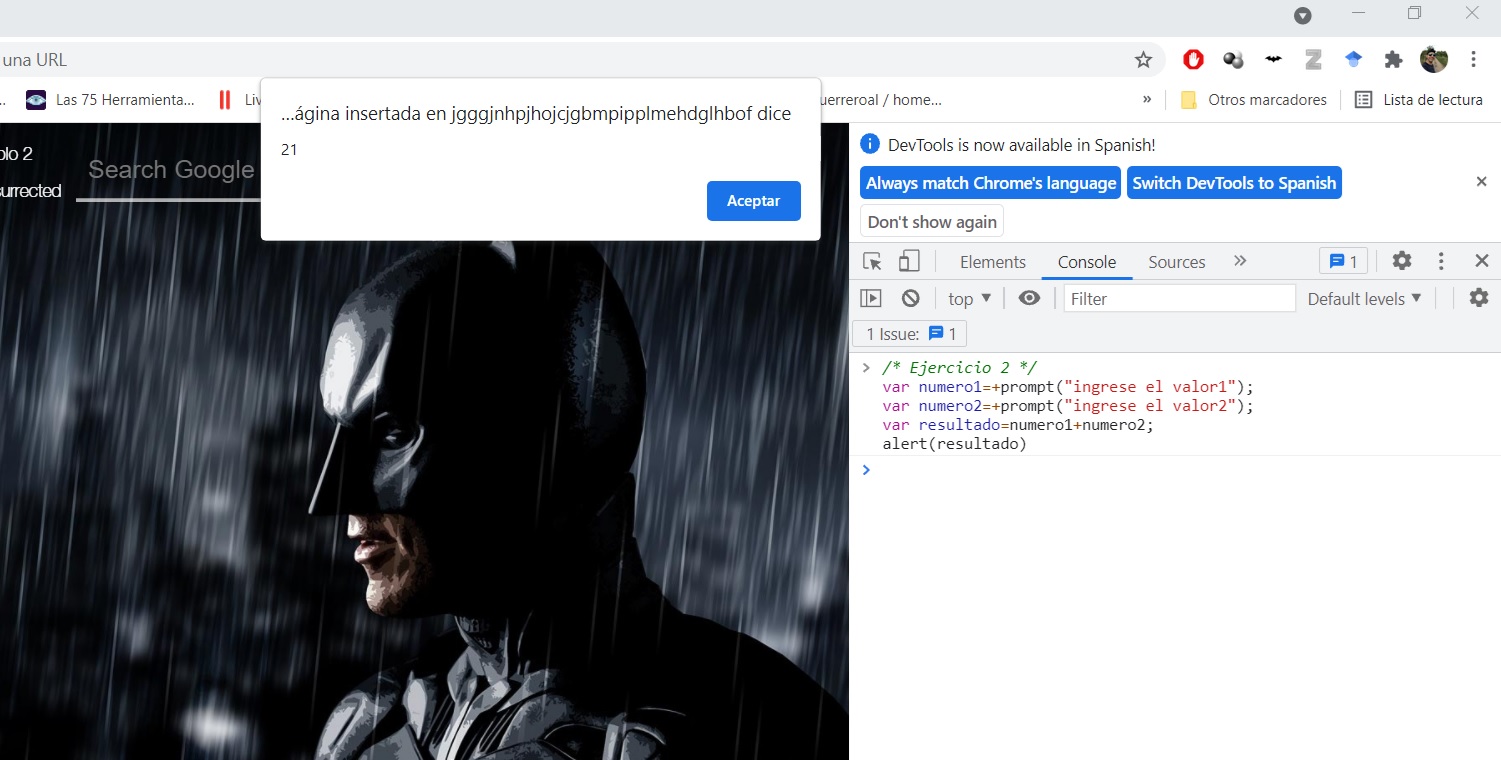 una URL
Las 75 Herramienta...
Liv
uerreroal / home...
»
Otros marcadores
Lista de lectura
...ágina insertada en jgggjnhpjhojcjgbmpipplmehdglhbof dice
21
Aceptar
olo 2
surrected
Search Google
DevTools is now available in Spanish!
Always match Chrome's language
Switch DevTools to Spanish
Don't show again
Elements
Console
Sources
»
1
top
Filter
Default levels
1 Issue:
1
> /* Ejercicio 2 */
var numero1=+prompt("ingrese el valor1");
var numero2=+prompt("ingrese el valor2");
var resultado=numero1+numero2;
alert(resultado)
>